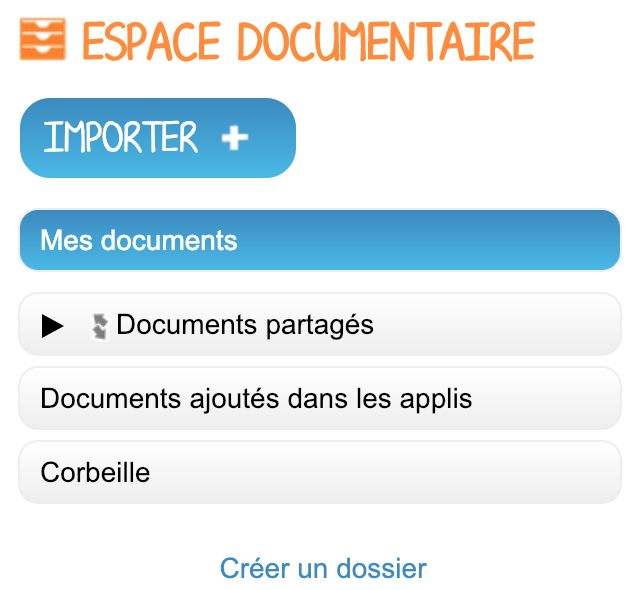 ESPACE DOCUMENTAIRE
IMPORTER +
Mes documents
Documents partagés
Documents ajoutés dans les applis
Corbeille
Créer un dossier